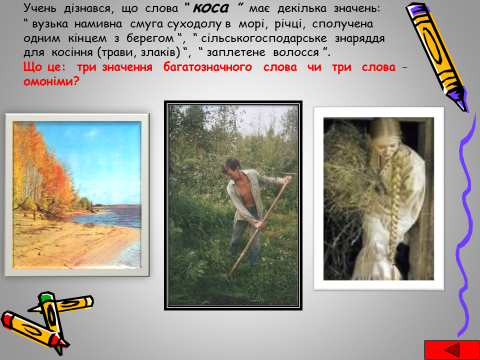 Учень дізнався, що слова " коса " має декілька значень:
" вузька намивна смуга суходолу в морі, річці, сполучена
одним кінцем з берегом ", " сільськогосподарське знаряддя
для косіння (трави, злаків) ", " заплетене волосся ".
Що це: три значення багатозначного слова чи три слова –
омоніми?